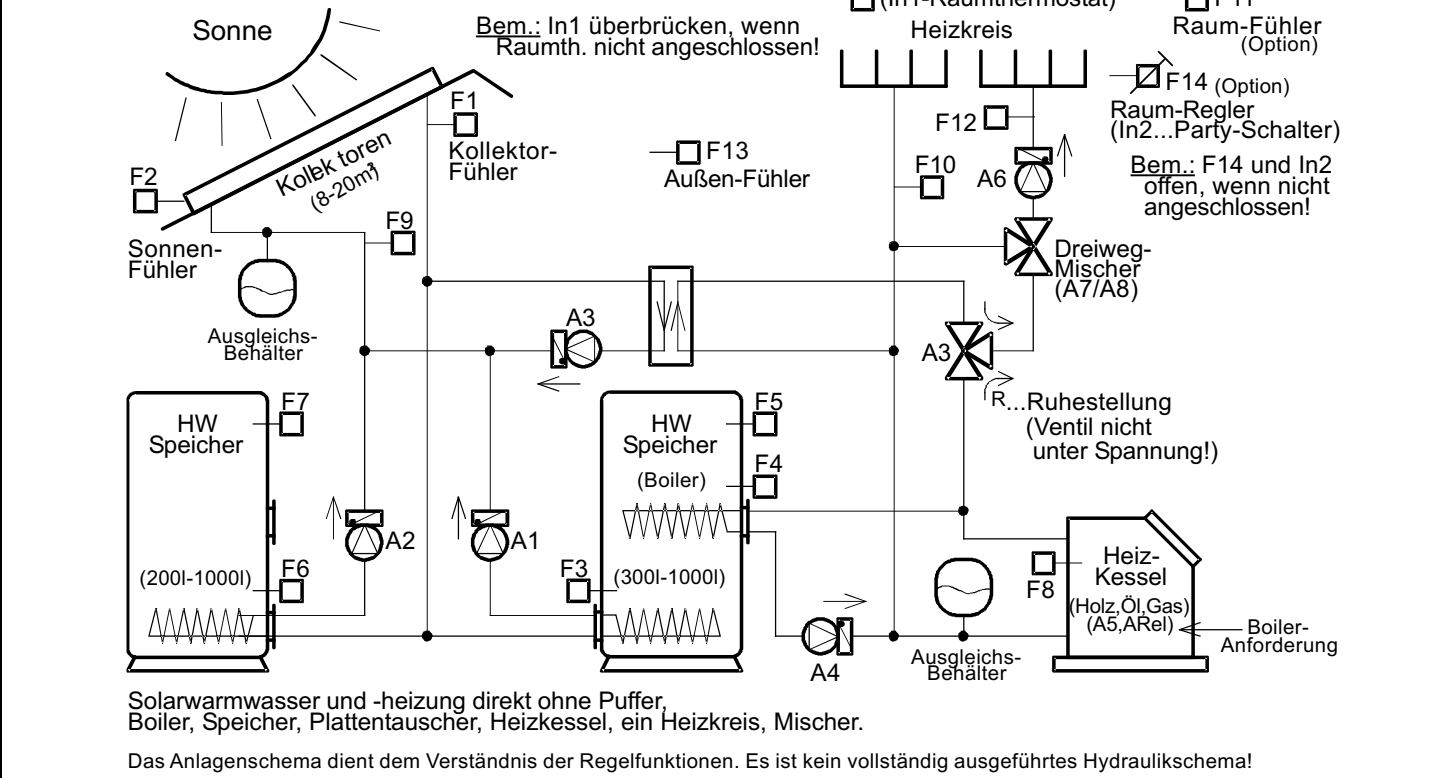 (In1-Raumthermostat)
Sonne
Bem.: In1 überbrücken, wenn
Raumth. nicht angeschlossen!
Heizkreis
Raum-Fühler
(Option)
F14 (Option)
Raum-Regler
(In2...Party-Schalter)
Bem.: F14 und In2
offen, wenn nicht
angeschlossen!
F1
Kollektor-
Fühler
Kollektoren
(8-20m²)
F2
Sonnen-
Fühler
F9
F13
Außen-Fühler
F12
F10
A6
Dreiweg-
Mischer
(A7/A8)
Ausgleichs-
Behälter
A3
A3
R...Ruhestellung
(Ventil nicht
unter Spannung!)
HW
Speicher
F7
(200l-1000l)
F6
A2
A1
HW
Speicher
(Boiler)
F5
F4
F3
(300l-1000l)
A4
Ausgleichs-
Behälter
F8
Heiz-
Kessel
(Holz,Öl,Gas)
(A5,ARel)
Boiler-
Anforderung
Solarwarmwasser und -heizung direkt ohne Puffer,
Boiler, Speicher, Plattentauscher, Heizkessel, ein Heizkreis, Mischer.
Das Anlagenschema dient dem Verständnis der Regelfunktionen. Es ist kein vollständig ausgeführtes Hydraulikschema!